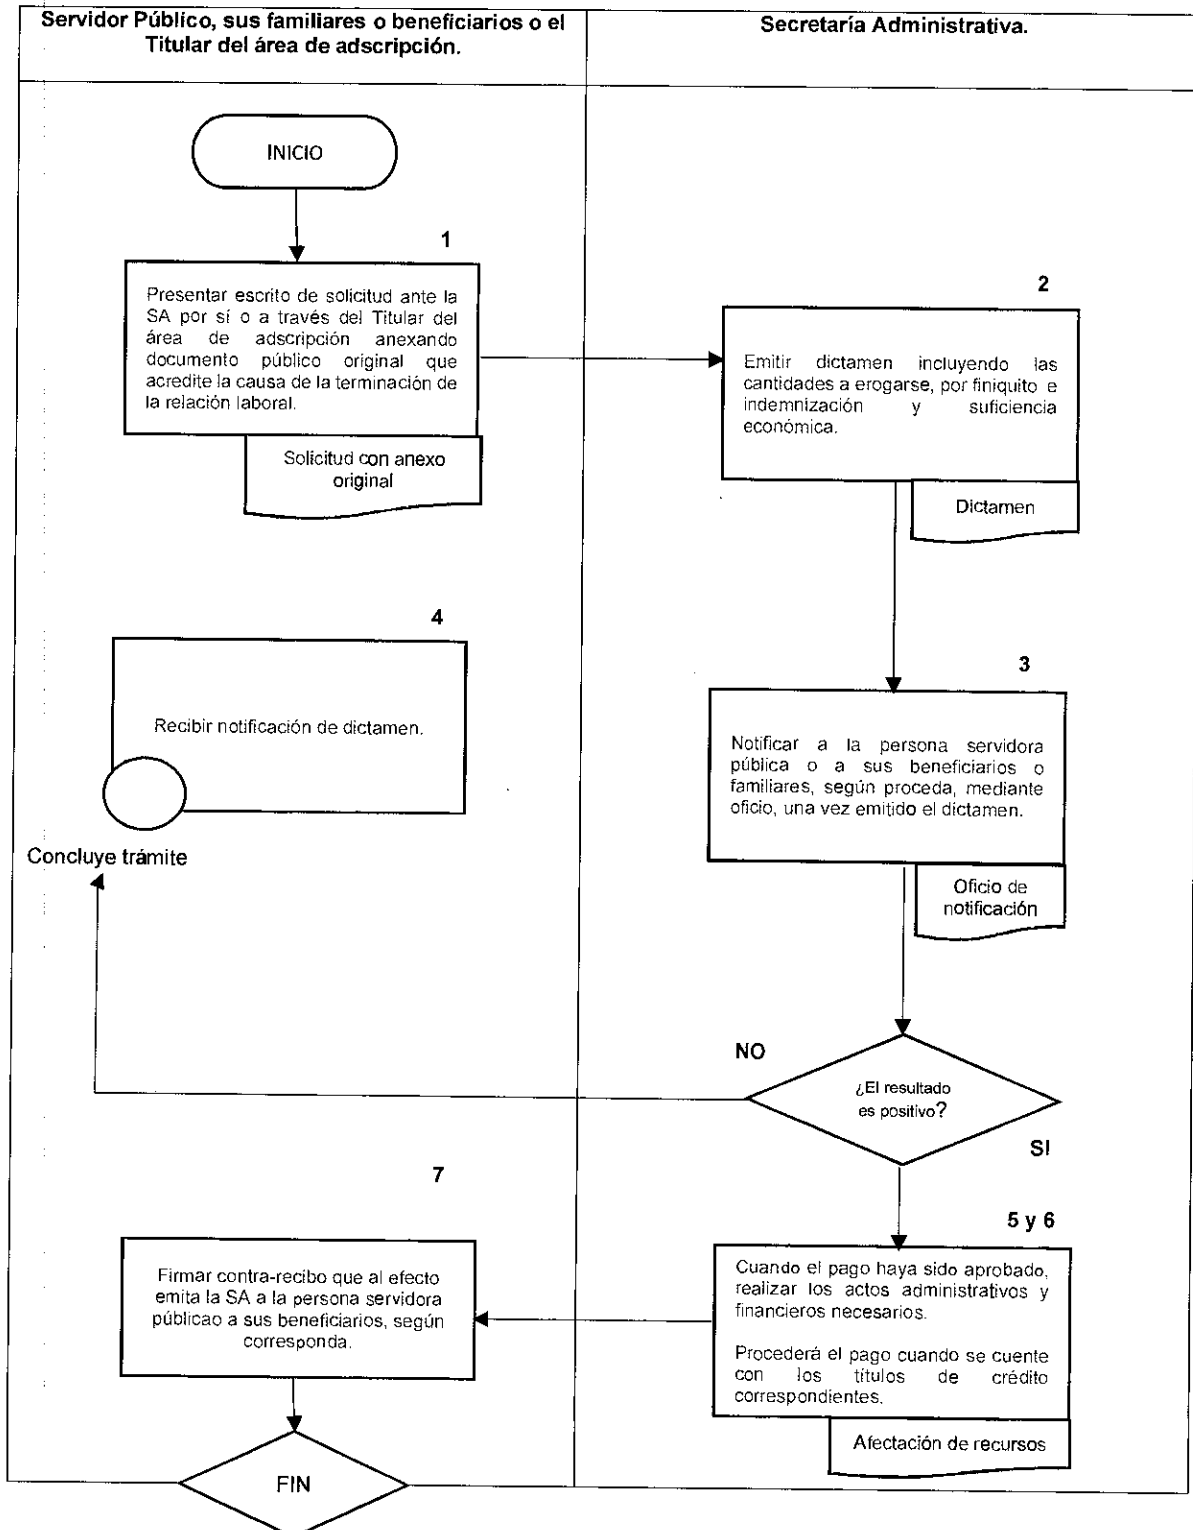 Servidor Público, sus familiares o beneficiarios o el
Titular del área de adscripción.
Secretaría Administrativa.
INICIO
1
Presentar escrito de solicitud ante la
SA por sí o a través del Titular del
área de adscripción anexando
documento público original que
acredite la causa de la terminación de
la relación laboral.
Solicitud con anexo
original
2
Emitir dictamen incluyendo las
cantidades a erogarse, por finiquito e
indemnización y suficiencia
económica.
Dictamen
4
Recibir notificación de dictamen.
Concluye trámite
3
Notificar a la persona servidora
pública o a sus beneficiarios o
familiares, según proceda, mediante
oficio, una vez emitido el dictamen.
Oficio de
notificación
NO
¿El resultado
es positivo?
SI
7
Firmar contra-recibo que al efecto
emita la SA a la persona servidora
públicao a sus beneficiarios, según
corresponda.
5 y 6
Cuando el pago haya sido aprobado,
realizar los actos administrativos y
financieros necesarios.
Procederá el pago cuando se cuente
con los títulos de crédito
correspondientes.
Afectación de recursos
FIN